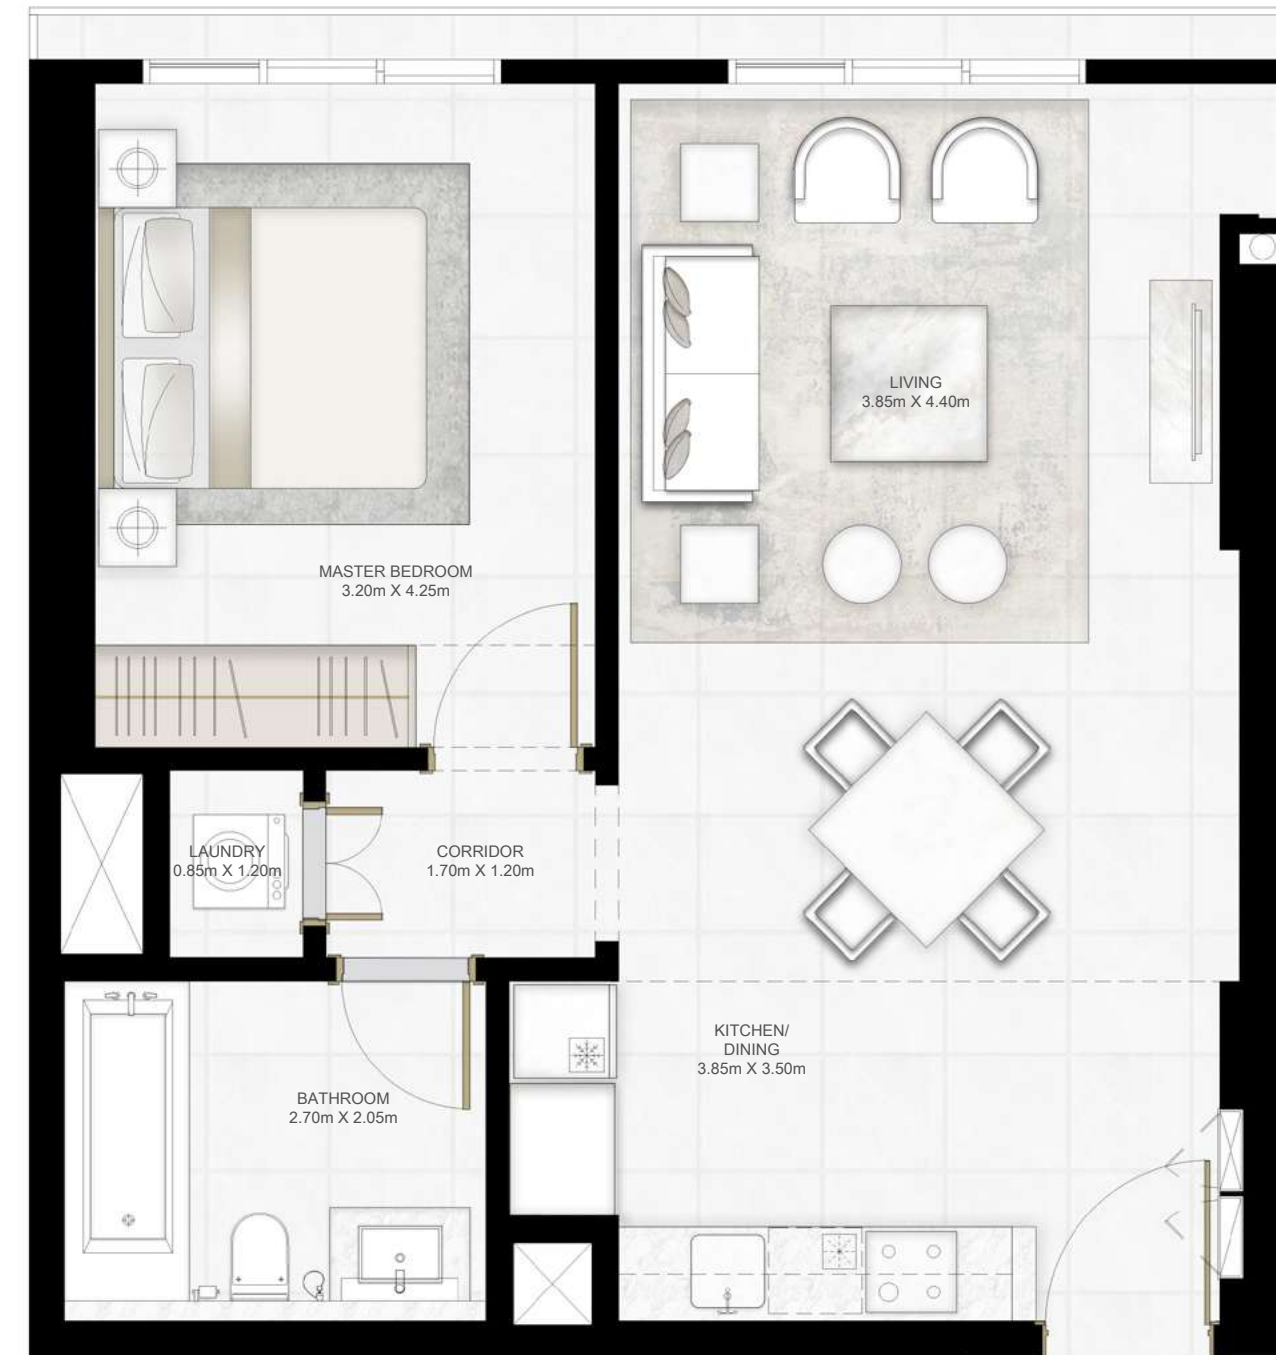 LIVING
3.85m X 4.40m
MASTER BEDROOM
3.20m X 4.25m
LAUNDRY
0.85m X 1.20m
CORRIDOR
1.70m X 1.20m
KITCHEN/
DINING
3.85m X 3.50m
BATHROOM
2.70m X 2.05m